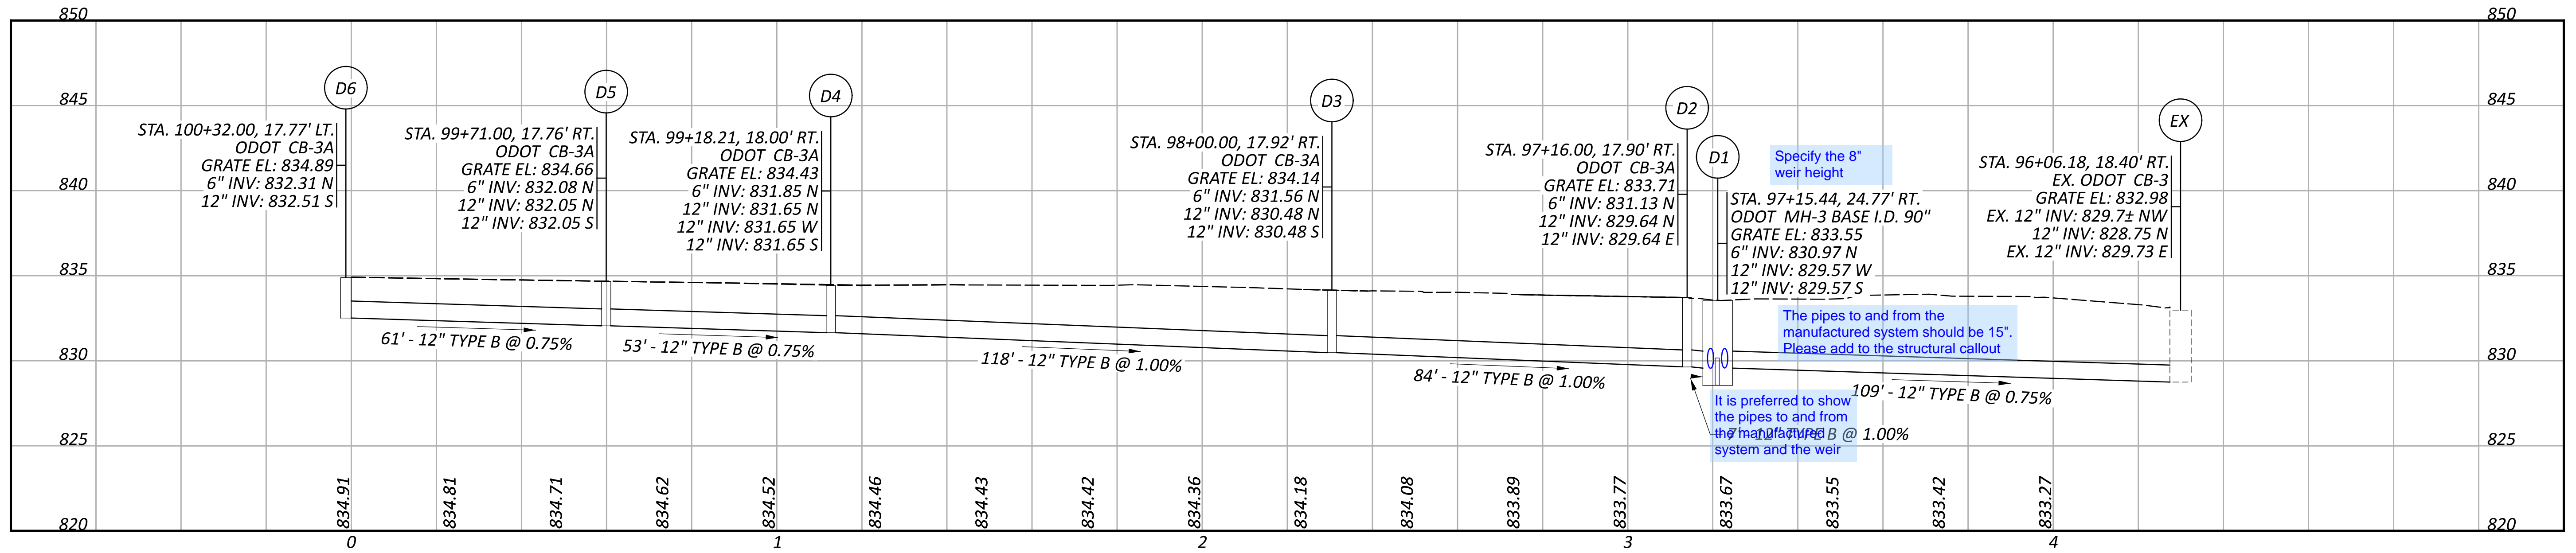 850
850
D6
STA. 100+32.00, 17.77' LT.
ODOT CB-3A
GRATE EL: 834.89
6" INV: 832.31 N
12" INV: 832.51 S
D5
STA. 99+71.00, 17.76' RT.
ODOT CB-3A
GRATE EL: 834.66
6" INV: 832.08 N
12" INV: 832.05 N
12" INV: 832.05 S
D4
STA. 99+18.21, 18.00' RT.
ODOT CB-3A
GRATE EL: 834.43
6" INV: 831.85 N
12" INV: 831.65 N
12" INV: 831.65 W
12" INV: 831.65 S
D3
STA. 98+00.00, 17.92' RT.
ODOT CB-3A
GRATE EL: 834.14
6" INV: 831.56 N
12" INV: 830.48 N
12" INV: 830.48 S
D2
STA. 97+16.00, 17.90' RT.
ODOT CB-3A
GRATE EL: 833.71
6" INV: 831.13 N
12" INV: 829.64 N
12" INV: 829.64 E
D1
Specify the 8"
weir height
STA. 97+15.44, 24.77' RT.
ODOT MH-3 BASE I.D. 90"
GRATE EL: 833.55
6" INV: 830.97 N
12" INV: 829.57 W
12" INV: 829.57 S
EX
STA. 96+06.18, 18.40' RT.
EX. ODOT CB-3
GRATE EL: 832.98
EX. 12" INV: 829.7± NW
12" INV: 828.75 N
EX. 12" INV: 829.73 E
845
845
840
840
835
835
The pipes to and from the
manufactured system should be 15".
Please add to the structural callout
830
830
61' - 12" TYPE B @ 0.75%
53' - 12" TYPE B @ 0.75%
118' - 12" TYPE B @ 1.00%
84' - 12" TYPE B @ 1.00%
109' - 12" TYPE B @ 0.75%
It is preferred to show
the pipes to and from
the manufactured
system and the weir
7' - 12" TYPE B @ 1.00%
825
825
820
820
834.91
834.81
834.71
834.62
834.52
834.46
834.43
834.42
834.36
834.18
834.08
833.89
833.77
833.67
833.55
833.42
833.27
0
1
2
3
4